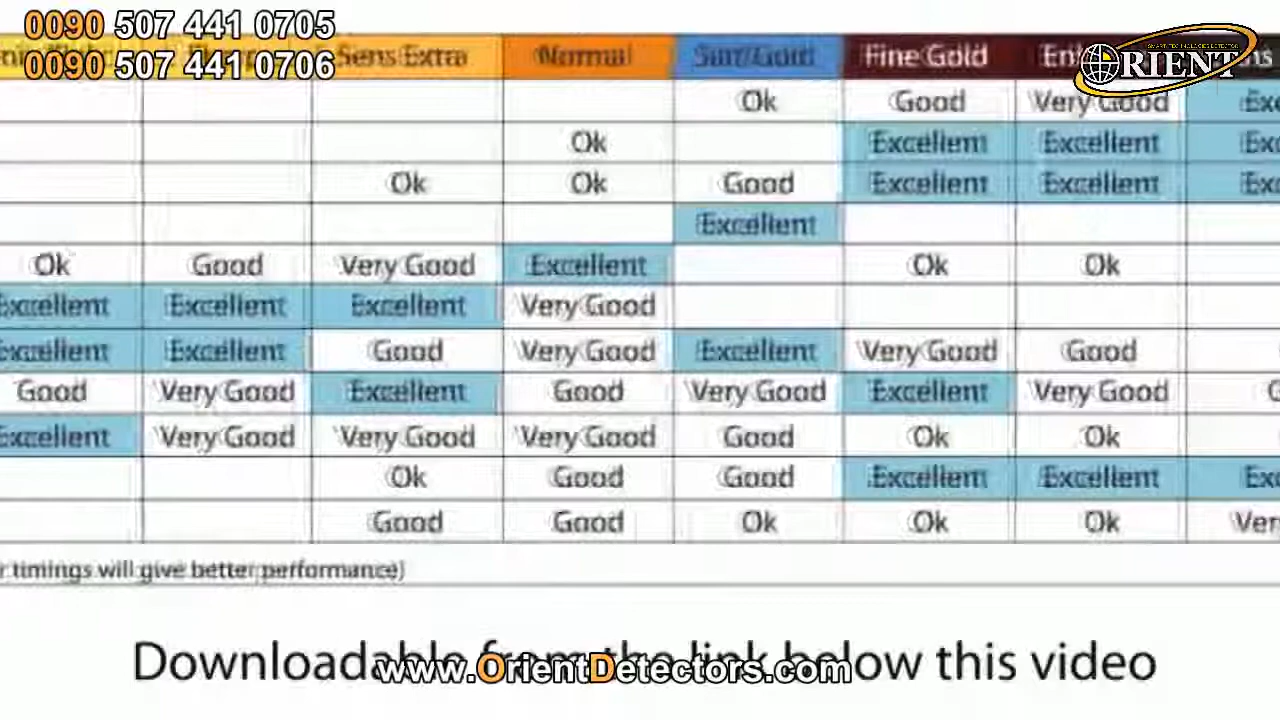 0090 507 441 0705
0090 507 441 0706
Sens Extra Normal Fine Gold
SMART TECHNOLOGIES DETECTOR
ORIENT
Ok Good Very Good
Ok Excellent Excellent
Ok Ok Good Excellent Excellent
Excellent
Ok Good Very Good Excellent Ok Ok
Excellent Excellent Excellent Very Good
Excellent Excellent Good Very Good Excellent Very Good Good
Good Very Good Excellent Good Very Good Excellent Very Good
Excellent Very Good Very Good Very Good Good Ok Ok
Ok Good Good Excellent Excellent
Good Good Ok Ok Ok
timings will give better performance)
Downloadable from the link below this video
www.OrientDetectors.com